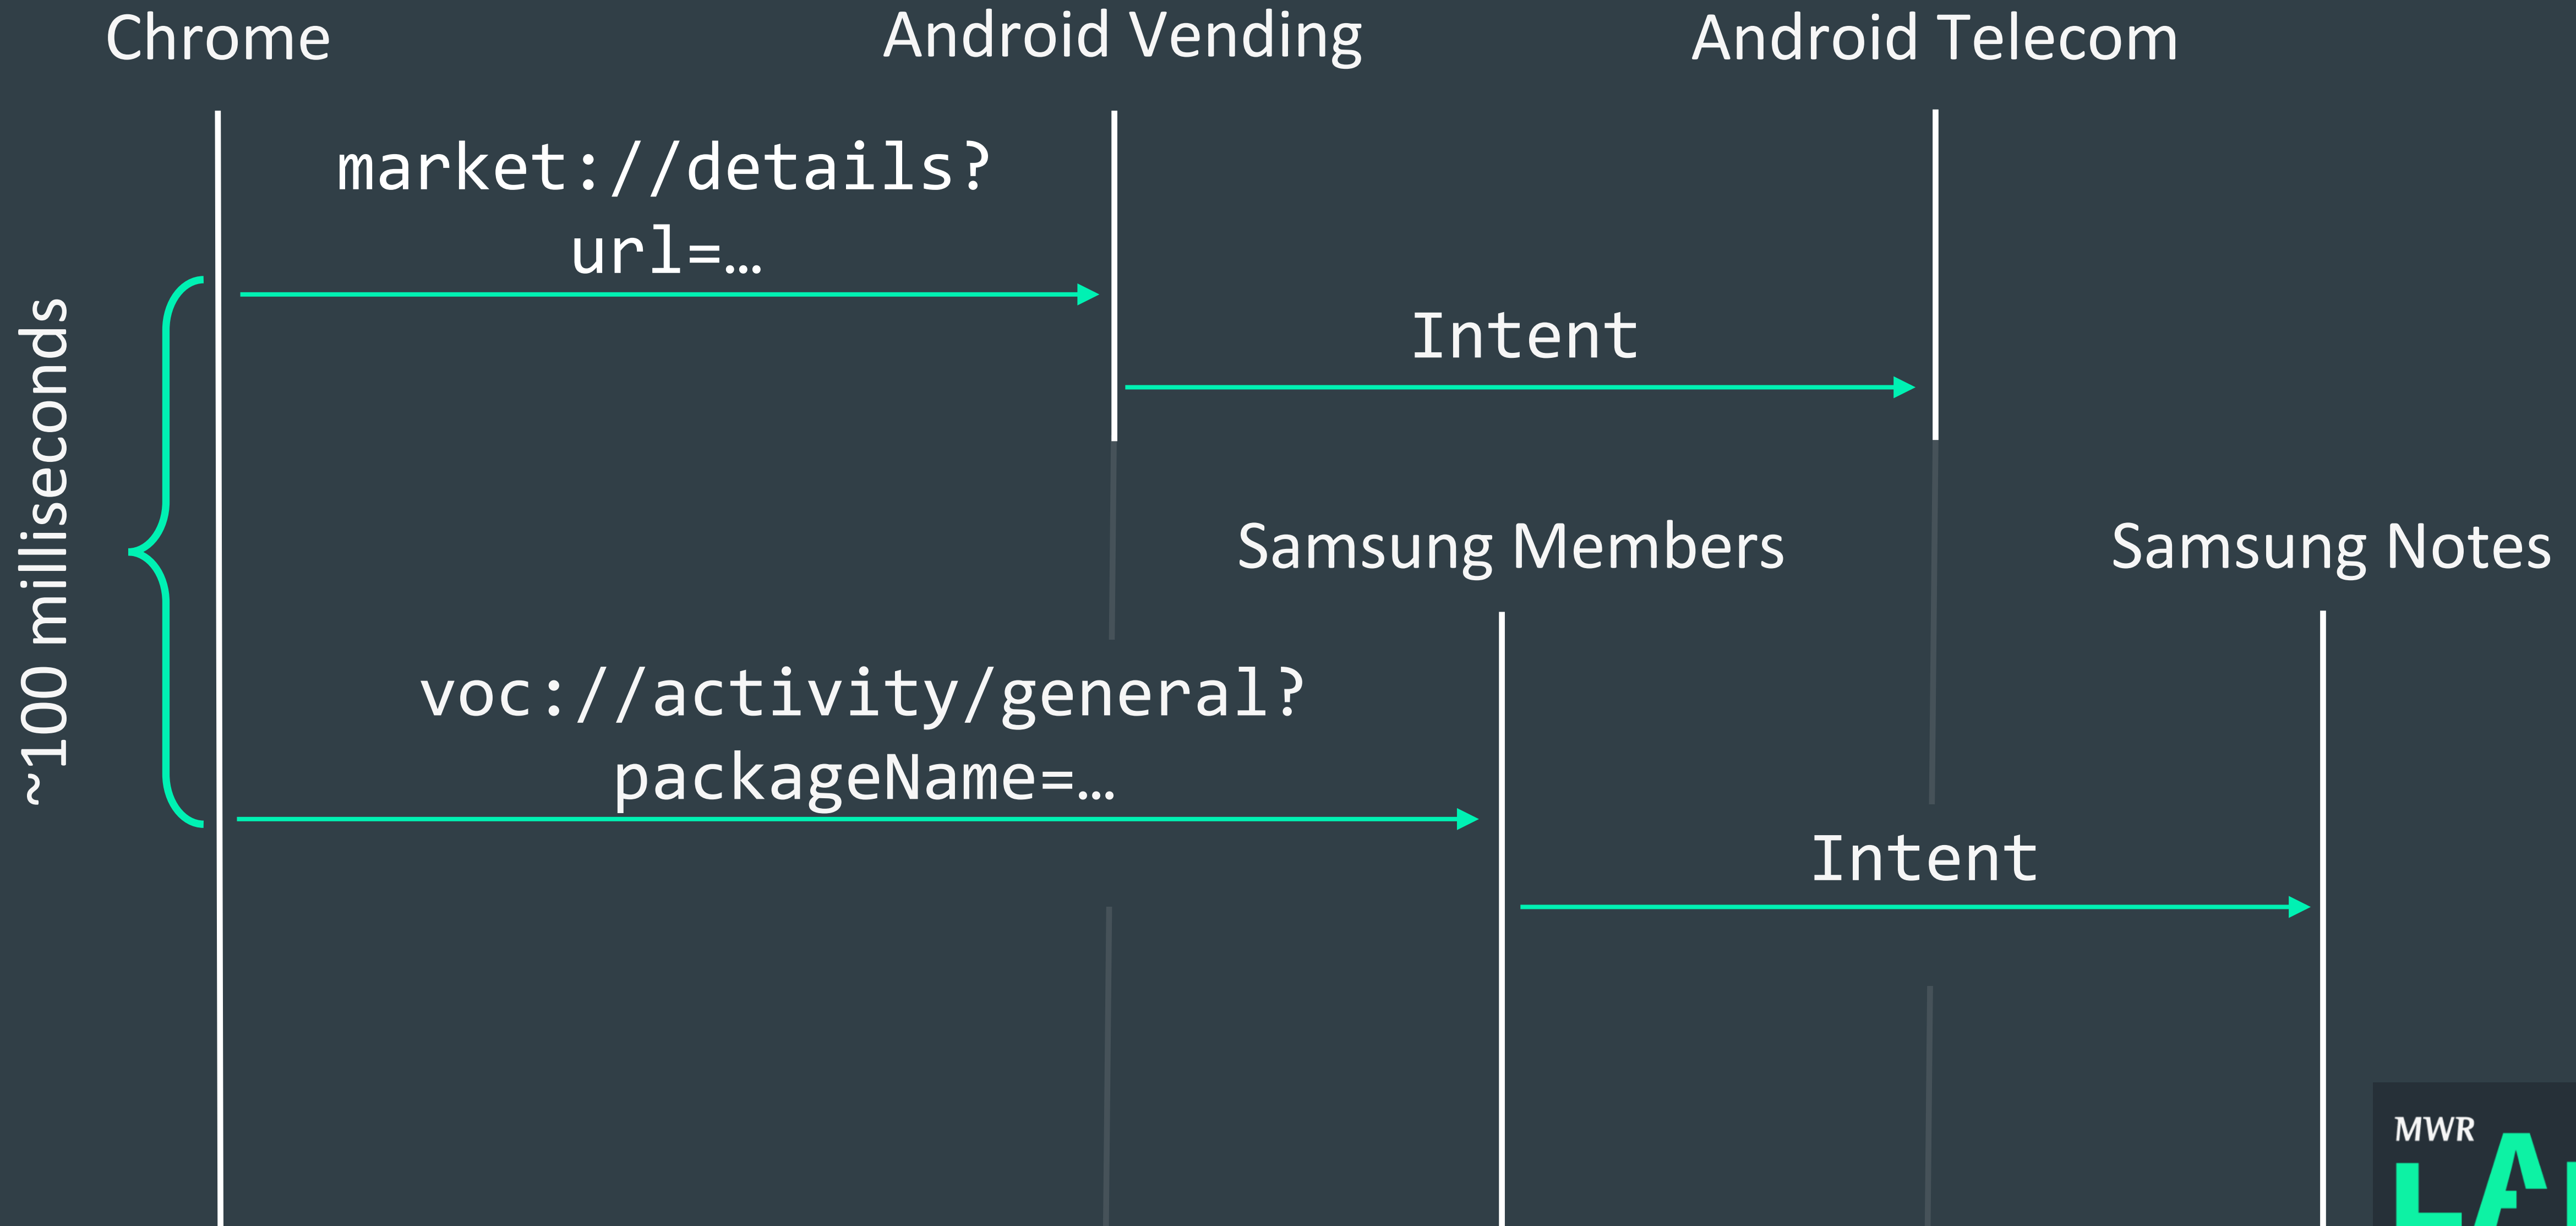 Chrome
Android Vending
Android Telecom
market://details?
url=…
Intent
~100 milliseconds
Samsung Members
Samsung Notes
voc://activity/general?
packageName=…
Intent
MWR
LA